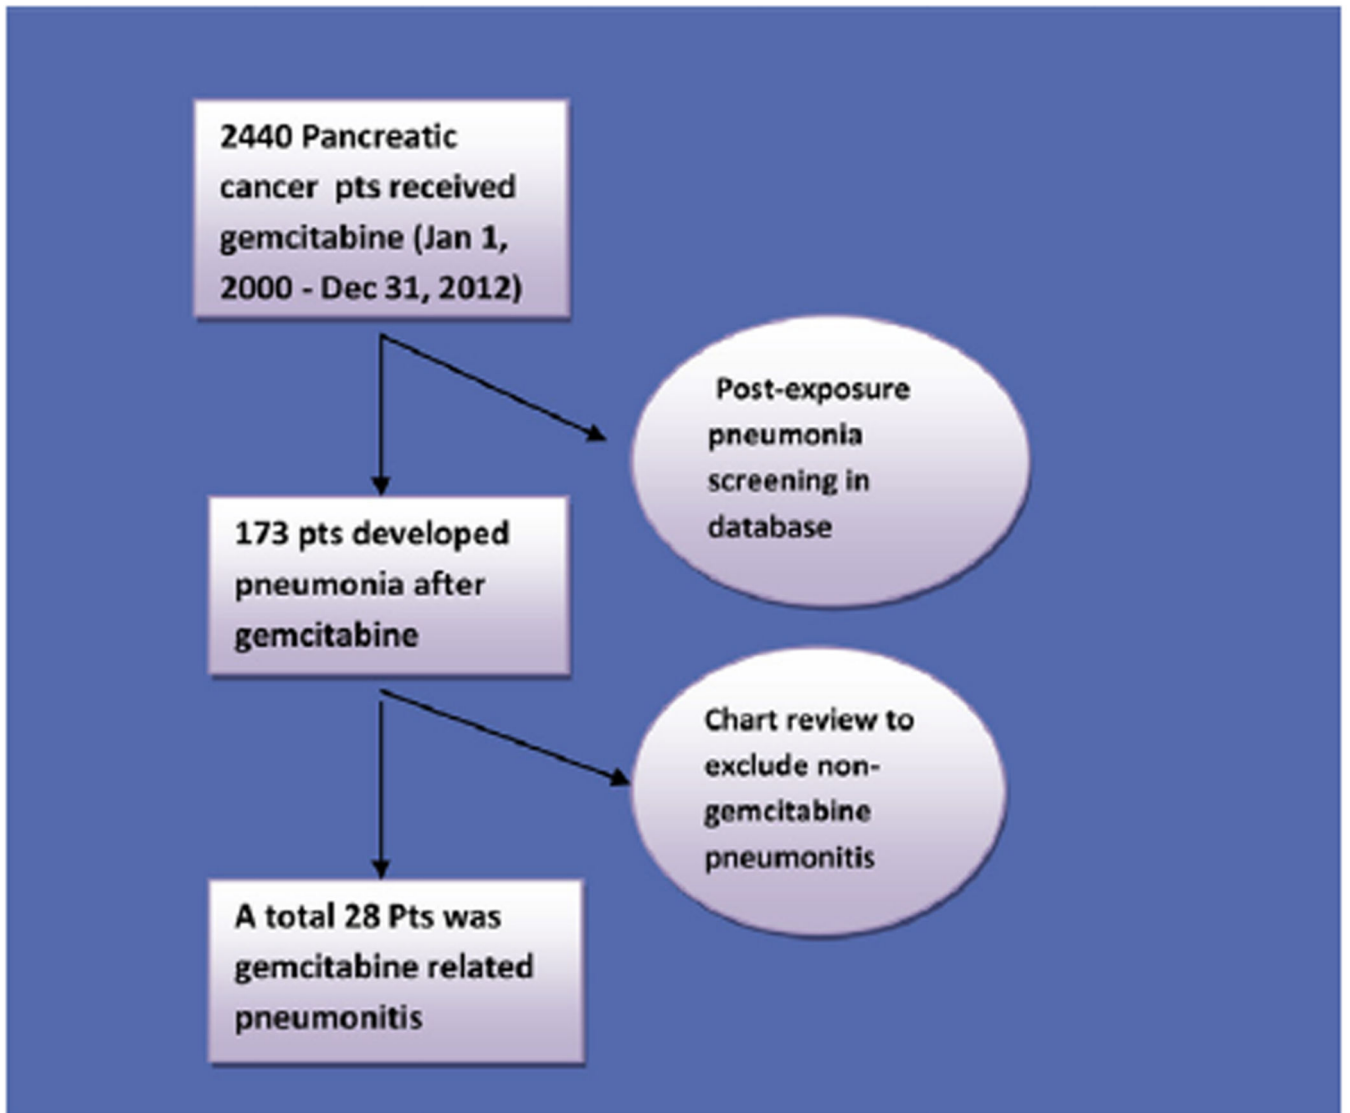 2440 Pancreatic
cancer pts received
gemcitabine (Jan 1,
2000 - Dec 31, 2012)
Post-exposure
pneumonia
screening in
database
173 pts developed
pneumonia after
gemcitabine
Chart review to
exclude non-
gemcitabine
pneumonitis
A total 28 Pts was
gemcitabine related
pneumonitis